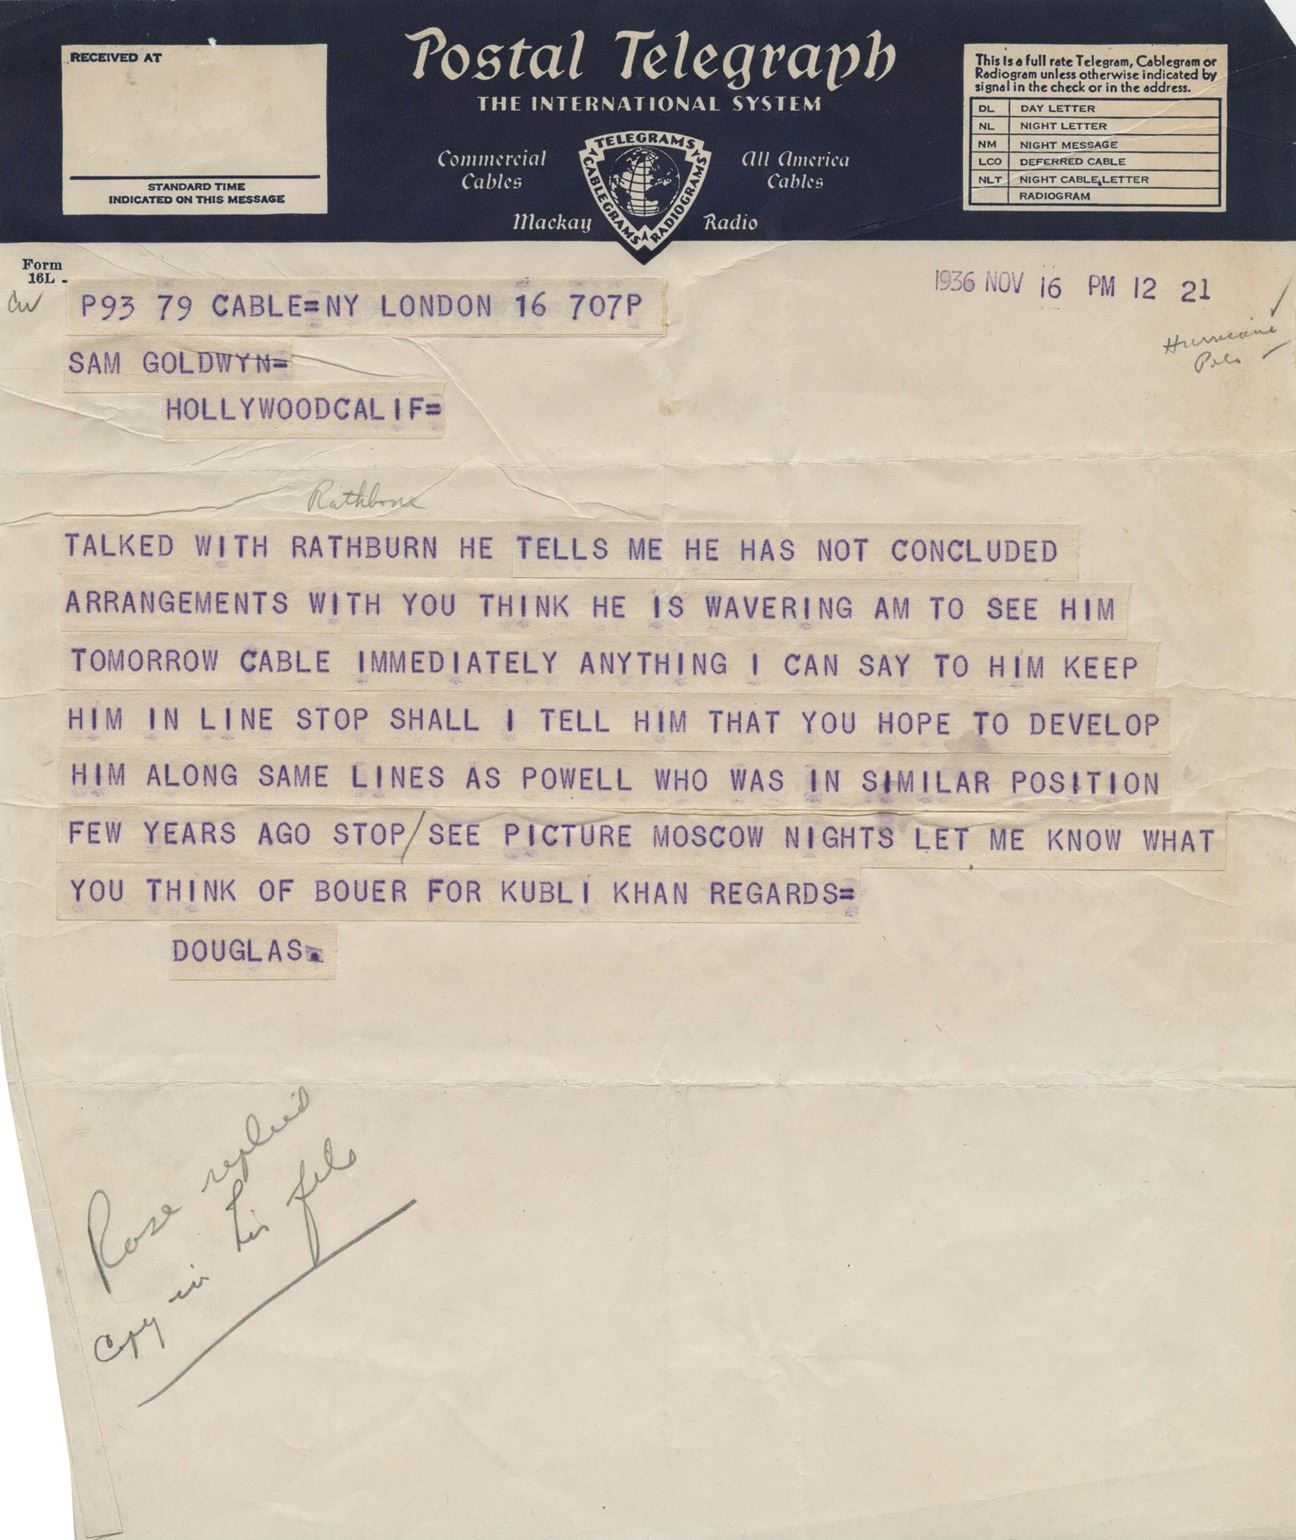 RECEIVED AT
STANDARD TIME
INDICATED ON THIS MESSAGE
Postal Telegraph
THE INTERNATIONAL SYSTEM
Commercial Cables
All America Cables
Mackay Radio
TELEGRAMS CABLEGRAMS RADIOGRAMS
This is a full rate Telegram, Cablegram or
Radiogram unless otherwise indicated by
signal in the check or in the address.
DL DAY LETTER
NL NIGHT LETTER
NM NIGHT MESSAGE
LCO DEFERRED CABLE
NLT NIGHT CABLE LETTER
RADIOGRAM
Form
16L
1936 NOV 16 PM 12 21
P93 79 CABLE=NY LONDON 16 707P
Hurricane
SAM GOLDWYN=
HOLLYWOODCALIF=
Rathbone
TALKED WITH RATHBURN HE TELLS ME HE HAS NOT CONCLUDED
ARRANGEMENTS WITH YOU THINK HE IS WAVERING AM TO SEE HIM
TOMORROW CABLE IMMEDIATELY ANYTHING I CAN SAY TO HIM KEEP
HIM IN LINE STOP SHALL I TELL HIM THAT YOU HOPE TO DEVELOP
HIM ALONG SAME LINES AS POWELL WHO WAS IN SIMILAR POSITION
FEW YEARS AGO STOP/SEE PICTURE MOSCOW NIGHTS LET ME KNOW WHAT
YOU THINK OF BOUER FOR KUBLI KHAN REGARDS=
DOUGLAS.
Rose replied
copy in his file